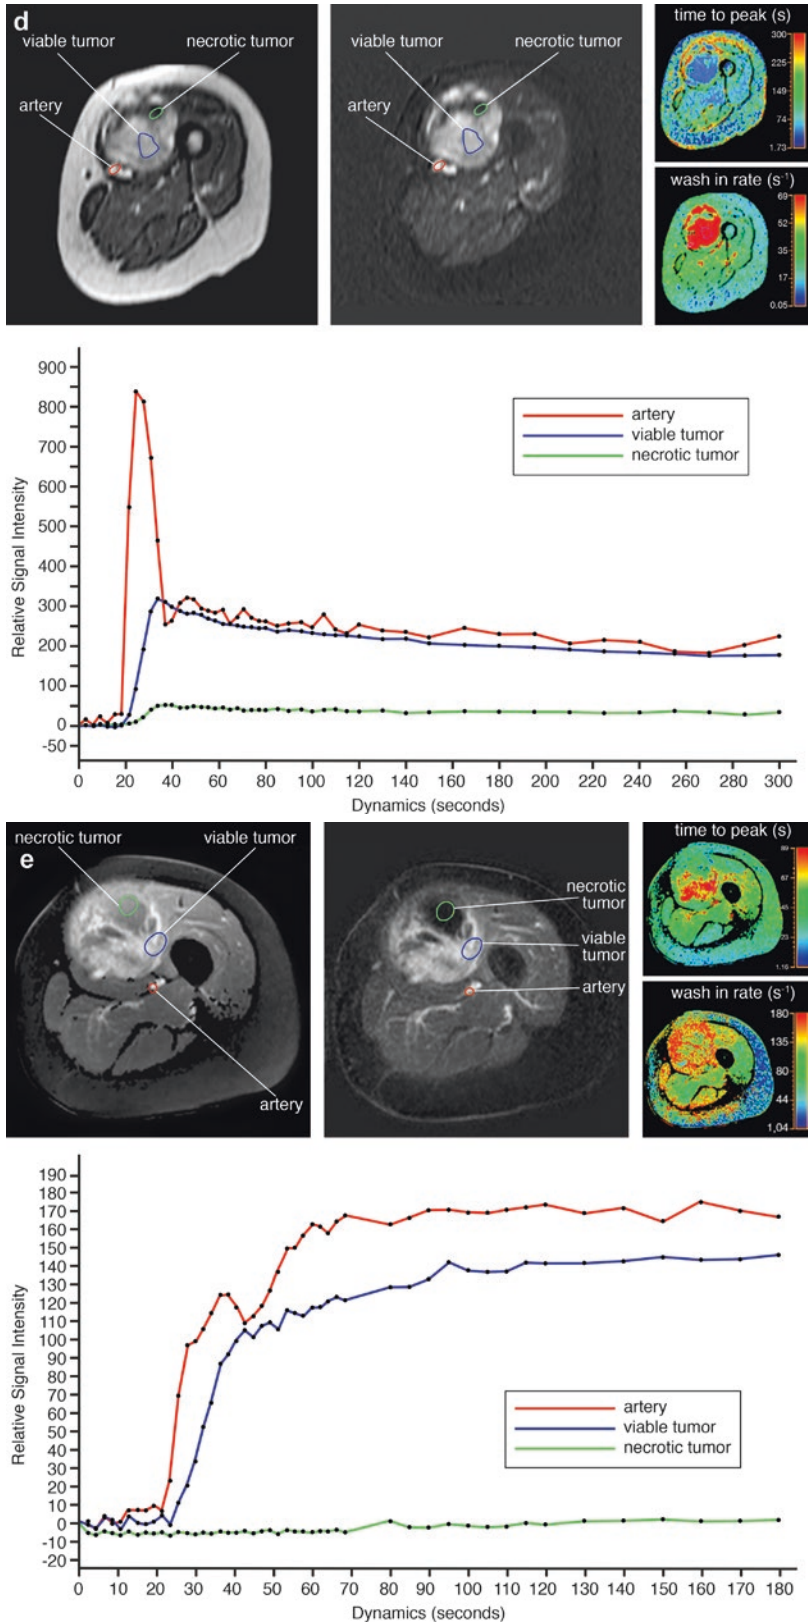 d
viable tumor
necrotic tumor
artery
viable tumor
necrotic tumor
artery
time to peak (s)
300
225
149
74
1.73
wash in rate (s⁻¹)
69
52
35
17
0.05
Relative Signal Intensity
900
800
700
600
500
400
300
200
100
0
-50
artery
viable tumor
necrotic tumor
0 20 40 60 80 100 120 140 160 180 200 220 240 260 280 300
Dynamics (seconds)
e
necrotic tumor
viable tumor
artery
necrotic
tumor
viable
tumor
artery
time to peak (s)
89
67
45
25
1.16
wash in rate (s⁻¹)
180
135
80
44
1,04
Relative Signal Intensity
190
180
170
160
150
140
130
120
110
100
90
80
70
60
50
40
30
20
10
0
-10
-20
artery
viable tumor
necrotic tumor
0 10 20 30 40 50 60 70 80 90 100 110 120 130 140 150 160 170 180
Dynamics (seconds)